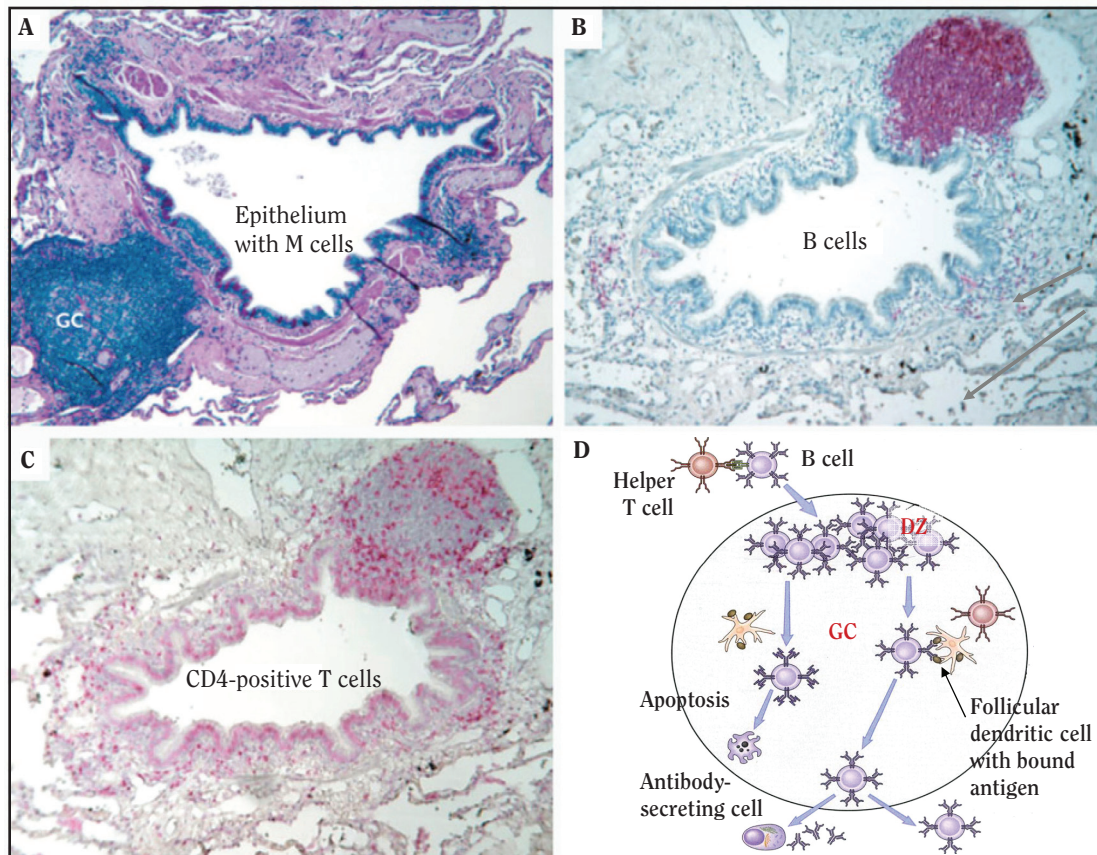 A
Epithelium
with M cells
GC
B
B cells
C
CD4-positive T cells
D
B cell
Helper
T cell
DZ
GC
Apoptosis
Follicular
dendritic cell
with bound
antigen
Antibody-
secreting cell